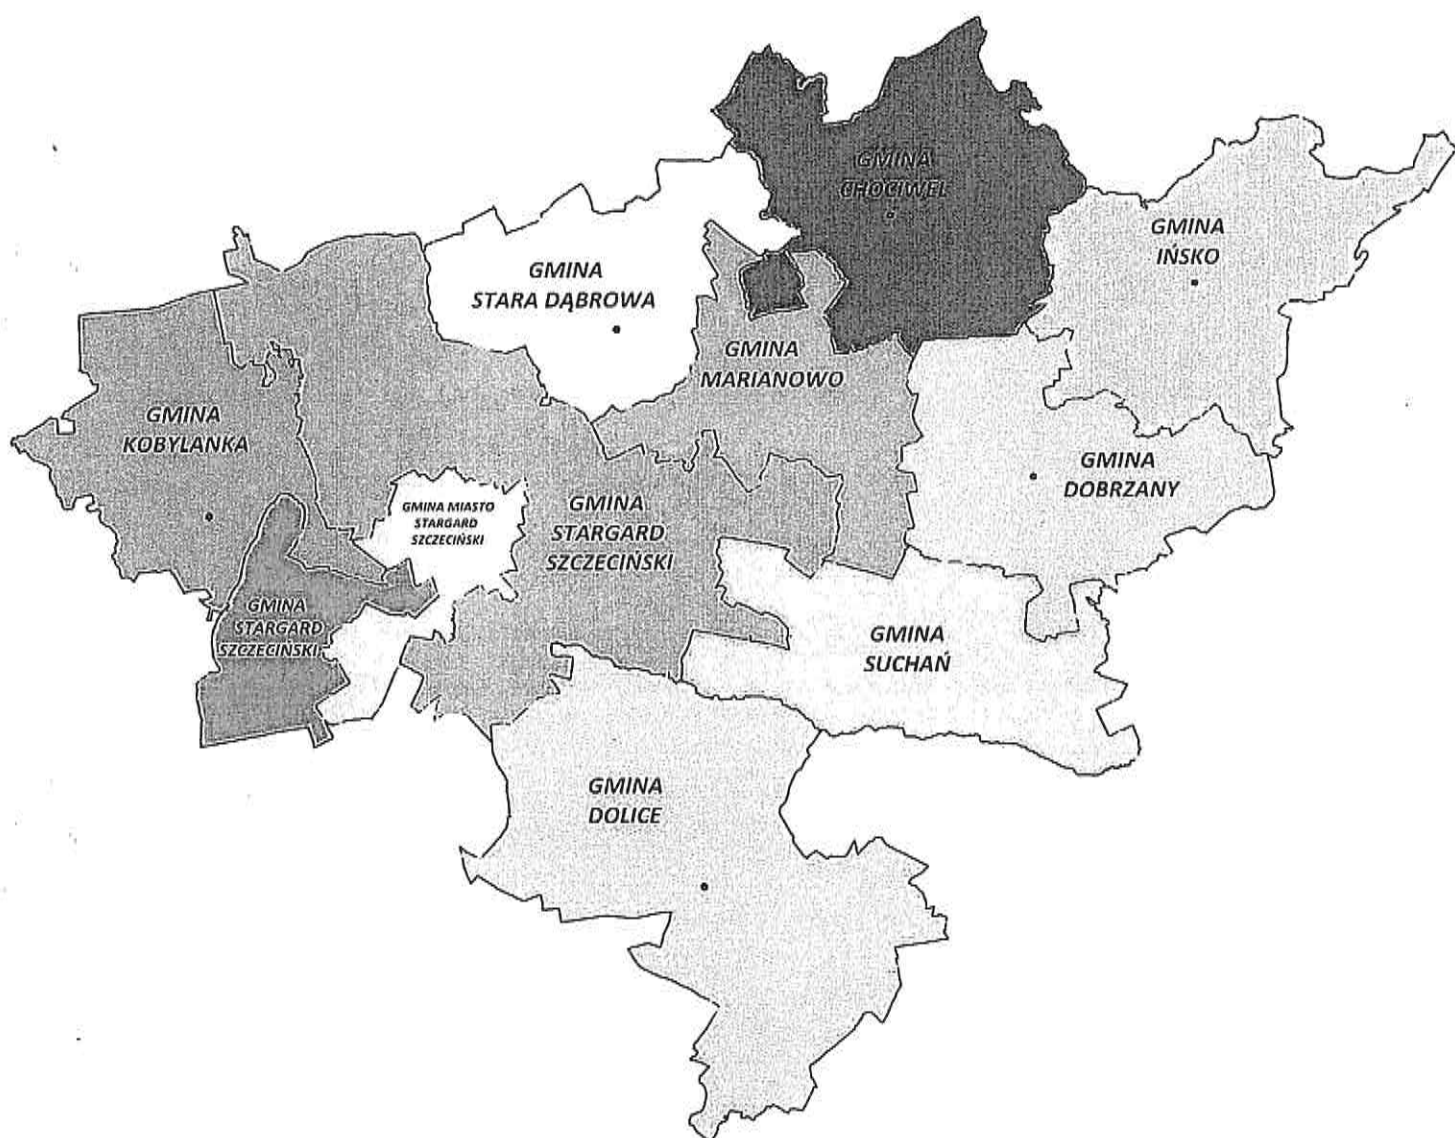 GMINA
CHOCIWEL
GMINA
IŃSKO
GMINA
STARA DĄBROWA
GMINA
MARIANOWO
GMINA
KOBYLANKA
GMINA
DOBRZANY
GMINA MIASTO
STARGARD
SZCZECIŃSKI
GMINA
STARGARD
SZCZECIŃSKI
GMINA
STARGARD
SZCZECIŃSKI
GMINA
SUCHAŃ
GMINA
DOLICE